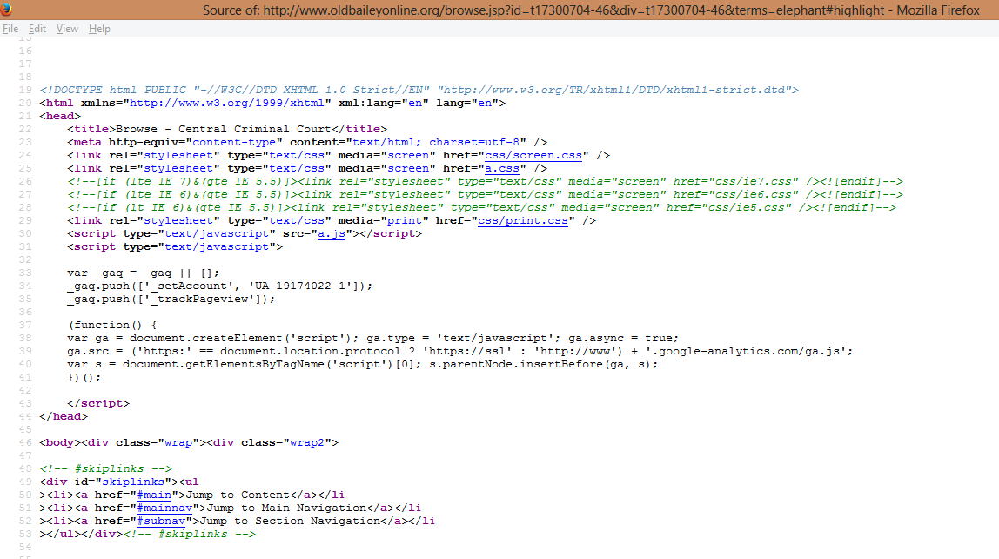 Source of: http://www.oldbaileyonline.org/browse.jsp?id=t17300704-46&div=t17300704-46&terms=elephant#highlight - Mozilla Firefox
File Edit View Help
16
17
18
19 <!DOCTYPE html PUBLIC "-//W3C//DTD XHTML 1.0 Strict//EN" "http://www.w3.org/TR/xhtml1/DTD/xhtml1-strict.dtd">
20 <html xmlns="http://www.w3.org/1999/xhtml" xml:lang="en" lang="en">
21 <head>
22 <title>Browse - Central Criminal Court</title>
23 <meta http-equiv="content-type" content="text/html; charset=utf-8" />
24 <link rel="stylesheet" type="text/css" media="screen" href="css/screen.css" />
25 <link rel="stylesheet" type="text/css" media="screen" href="a.css" />
26 <!--[if (lte IE 7)&(gte IE 5.5)]><link rel="stylesheet" type="text/css" media="screen" href="css/ie7.css" /><![endif]-->
27 <!--[if (lte IE 6)&(gte IE 5.5)]><link rel="stylesheet" type="text/css" media="screen" href="css/ie6.css" /><![endif]-->
28 <!--[if (lt IE 6)&(gte IE 5.5)]><link rel="stylesheet" type="text/css" media="screen" href="css/ie5.css" /><![endif]-->
29 <link rel="stylesheet" type="text/css" media="print" href="css/print.css" />
30 <script type="text/javascript" src="a.js"></script>
31 <script type="text/javascript">
32
33 var _gaq = _gaq || [];
34 _gaq.push(['_setAccount', 'UA-19174022-1']);
35 _gaq.push(['_trackPageview']);
36
37 (function() {
38 var ga = document.createElement('script'); ga.type = 'text/javascript'; ga.async = true;
39 ga.src = ('https:' == document.location.protocol ? 'https://ssl' : 'http://www') + '.google-analytics.com/ga.js';
40 var s = document.getElementsByTagName('script')[0]; s.parentNode.insertBefore(ga, s);
41 })();
42
43 </script>
44 </head>
45
46 <body><div class="wrap"><div class="wrap2">
47
48 <!-- #skiplinks -->
49 <div id="skiplinks"><ul
50 ><li><a href="#main">Jump to Content</a></li
51 ><li><a href="#mainnav">Jump to Main Navigation</a></li
52 ><li><a href="#subnav">Jump to Section Navigation</a></li
53 ></ul></div><!-- #skiplinks -->
54